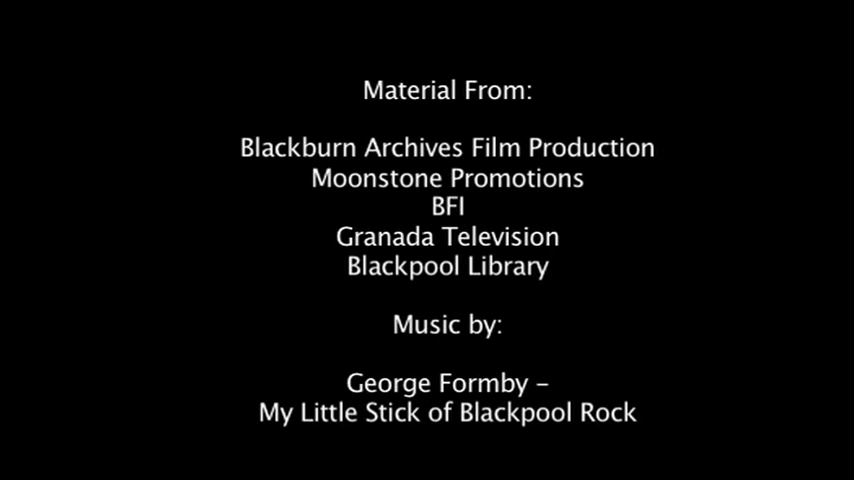 Material From:
Blackburn Archives Film Production
Moonstone Promotions
BFI
Granada Television
Blackpool Library
Music by:
George Formby –
My Little Stick of Blackpool Rock